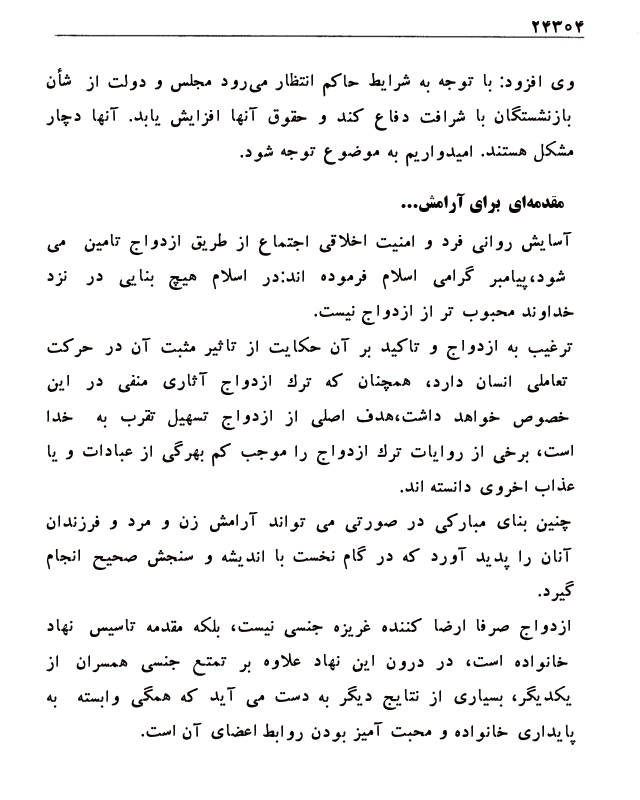 ۲۴۳۰۴
وی افزود: با توجه به شرایط حاکم انتظار می‌رود مجلس و دولت از شأن
بازنشستگان با شرافت دفاع کند و حقوق آنها افزایش یابد. آنها دچار
مشکل هستند. امیدواریم به موضوع توجه شود.
مقدمه‌ای برای آرامش...
آسایش روانی فرد و امنیت اخلاقی اجتماع از طریق ازدواج تامین می
شود،پیامبر گرامی اسلام فرموده اند:در اسلام هیچ بنایی در نزد
خداوند محبوب تر از ازدواج نیست.
ترغیب به ازدواج و تاکید بر آن حکایت از تاثیر مثبت آن در حرکت
تعاملی انسان دارد، همچنان که ترك ازدواج آثاری منفی در این
خصوص خواهد داشت،هدف اصلی از ازدواج تسهیل تقرب به خدا
است، برخی از روایات ترك ازدواج را موجب کم بهرگی از عبادات و یا
عذاب اخروی دانسته اند.
چنین بنای مبارکی در صورتی می تواند آرامش زن و مرد و فرزندان
آنان را پدید آورد که در گام نخست با اندیشه و سنجش صحیح انجام
گیرد.
ازدواج صرفا ارضا کننده غریزه جنسی نیست، بلکه مقدمه تاسیس نهاد
خانواده است، در درون این نهاد علاوه بر تمتع جنسی همسران از
یکدیگر، بسیاری از نتایج دیگر به دست می آید که همگی وابسته به
پایداری خانواده و محبت آمیز بودن روابط اعضای آن است.